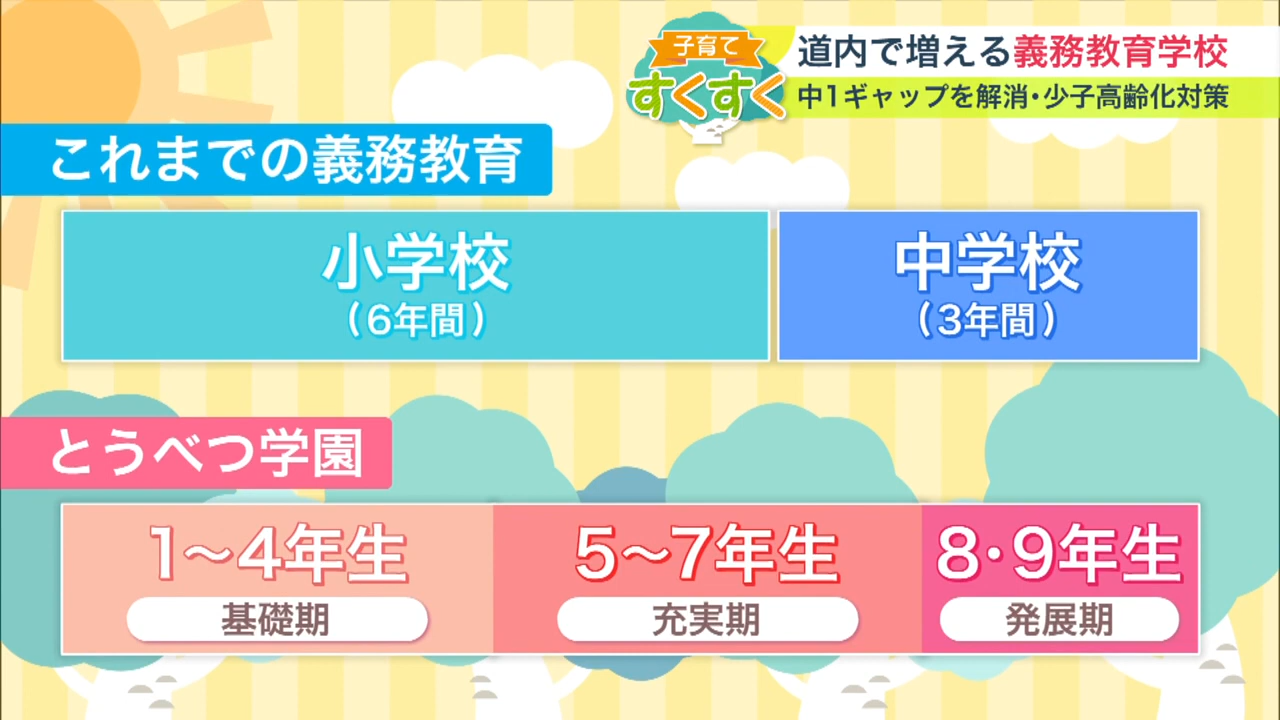 子育て
すくすく
道内で増える義務教育学校
中1ギャップを解消・少子高齢化対策
これまでの義務教育
小学校
（6年間）
中学校
（3年間）
とうべつ学園
1～4年生
基礎期
5～7年生
充実期
8・9年生
発展期